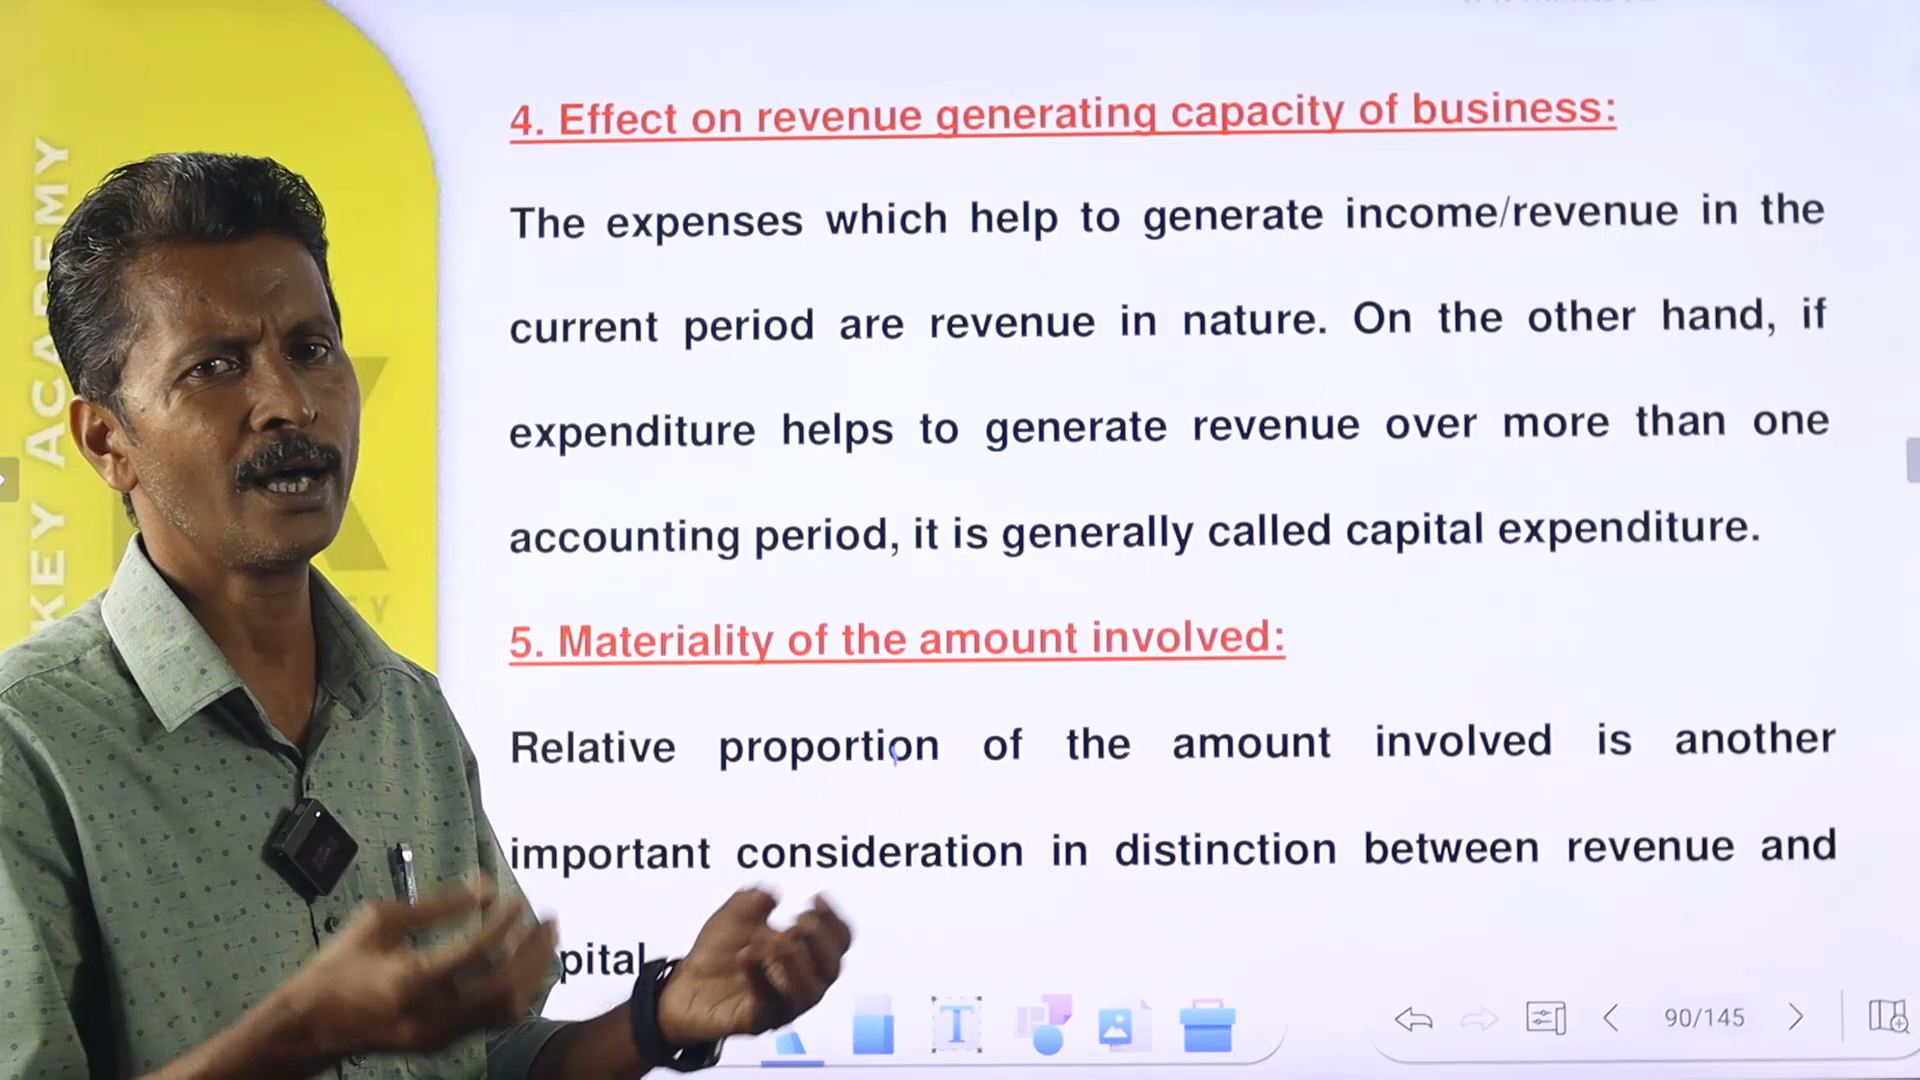 KEY ACADEMY
4. Effect on revenue generating capacity of business:
The expenses which help to generate income/revenue in the
current period are revenue in nature. On the other hand, if
expenditure helps to generate revenue over more than one
accounting period, it is generally called capital expenditure.
5. Materiality of the amount involved:
Relative proportion of the amount involved is another
important consideration in distinction between revenue and
pital
T
90/145